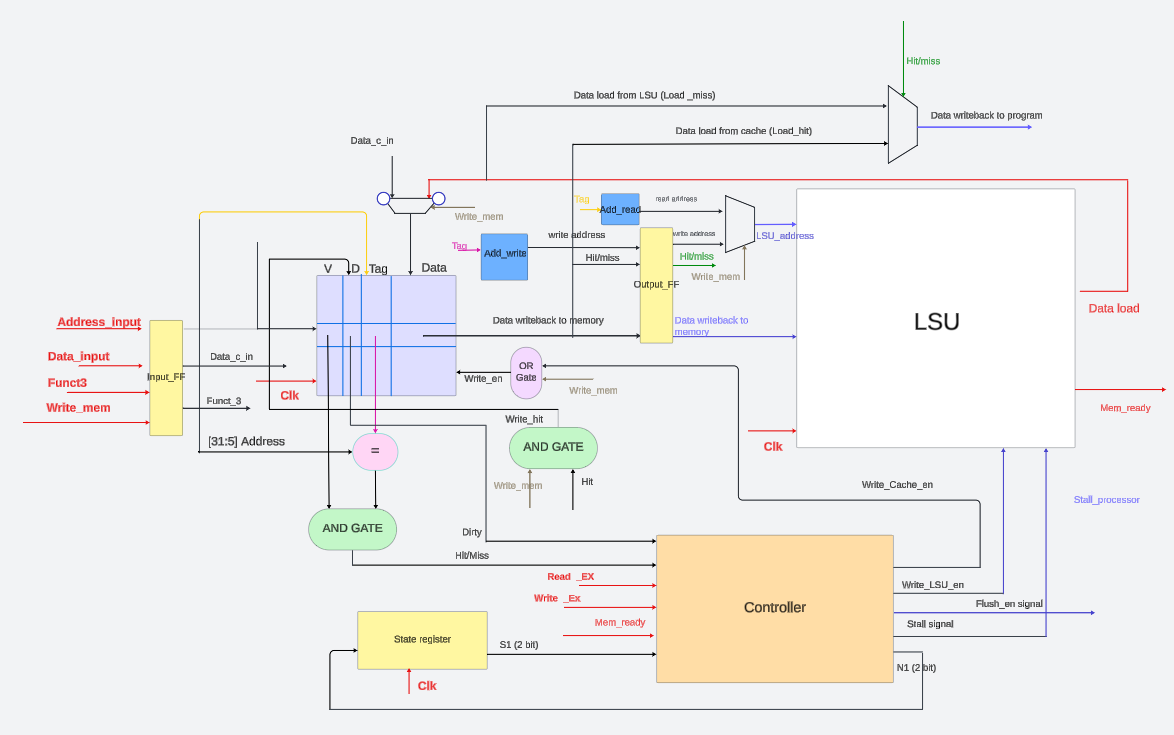 Hit/miss
Data load from LSU (Load _miss)
Data writeback to program
Data load from cache (Load_hit)
Data_c_in
Tag
Add_read
read address
Write_mem
write address
write address
LSU_address
Tag
Add_write
Hit/miss
Hit/miss
Write_mem
V
D
Tag
Data
Output_FF
LSU
Data load
Address_input
Data writeback to memory
Data writeback to
memory
Data_input
Data_c_in
Input_FF
OR
Gate
Write_en
Funct3
Clk
Write_mem
Write_mem
Funct_3
Mem_ready
Write_hit
[31:5] Address
=
AND GATE
Clk
Write_mem
Hit
Write_Cache_en
Stall_processor
AND GATE
Dirty
Hit/Miss
Read _EX
Write_LSU_en
Write _Ex
Controller
Flush_en signal
Mem_ready
Stall signal
State register
S1 (2 bit)
N1 (2 bit)
Clk